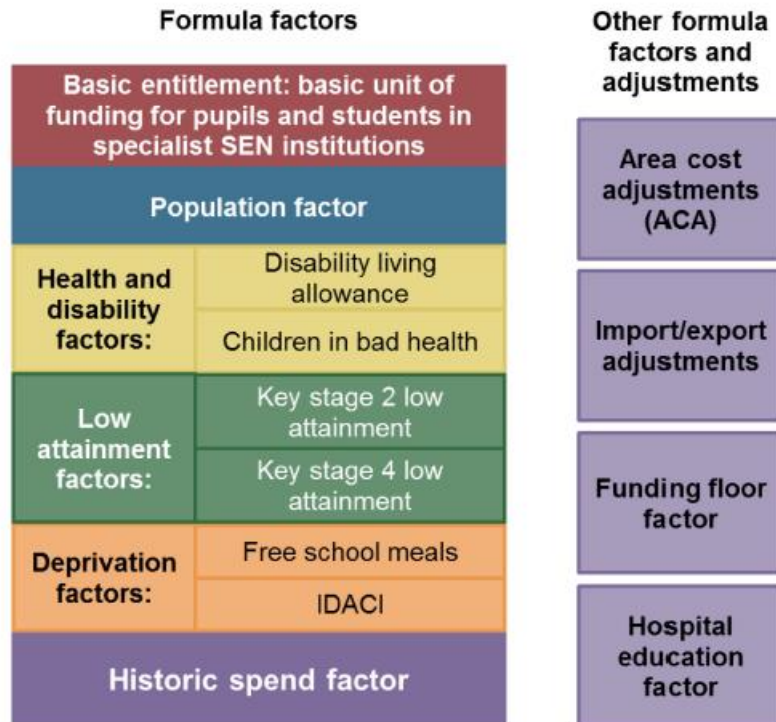 Formula factors
Basic entitlement: basic unit of
funding for pupils and students in
specialist SEN institutions
Population factor
Health and
disability
factors:
Disability living
allowance
Children in bad health
Low
attainment
factors:
Key stage 2 low
attainment
Key stage 4 low
attainment
Deprivation
factors:
Free school meals
IDACI
Historic spend factor
Other formula
factors and
adjustments
Area cost
adjustments
(ACA)
Import/export
adjustments
Funding floor
factor
Hospital
education
factor